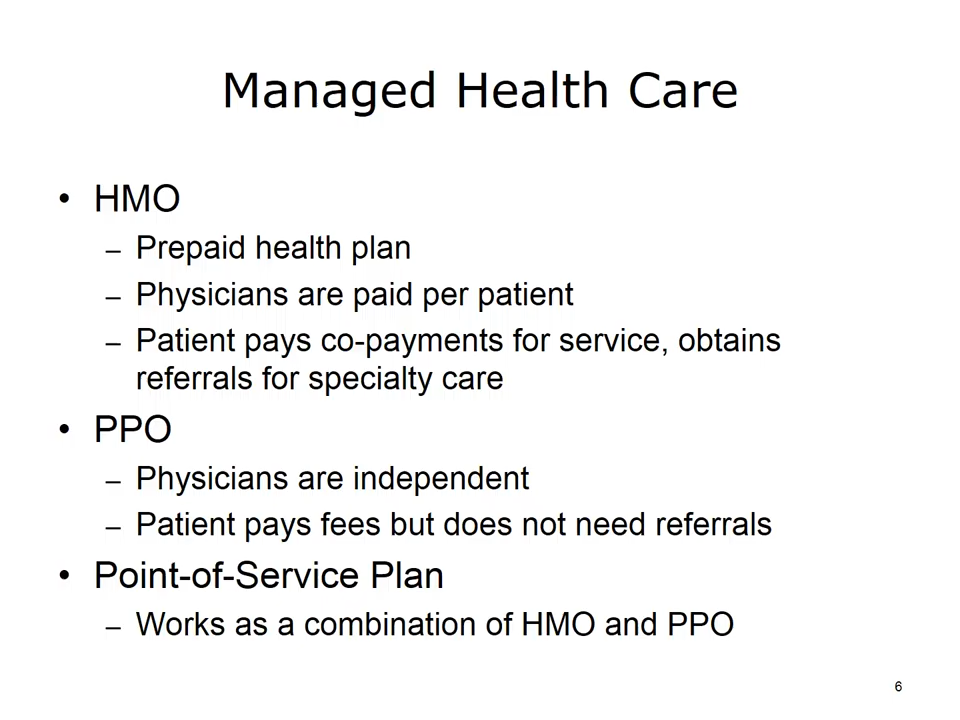 Managed Health Care
• HMO
– Prepaid health plan
– Physicians are paid per patient
– Patient pays co-payments for service, obtains
referrals for specialty care
• PPO
– Physicians are independent
– Patient pays fees but does not need referrals
• Point-of-Service Plan
– Works as a combination of HMO and PPO
6